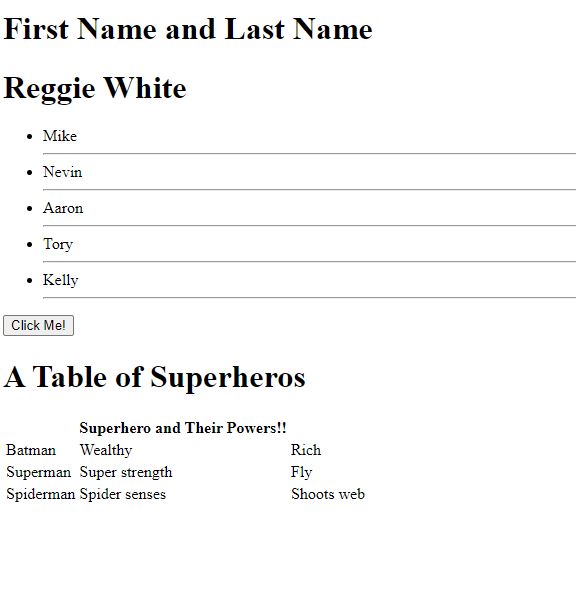 First Name and Last Name
Reggie White
Mike
Nevin
Aaron
Tory
Kelly
Click Me!
A Table of Superheros
Superhero and Their Powers!!
Batman Wealthy Rich
Superman Super strength Fly
Spiderman Spider senses Shoots web